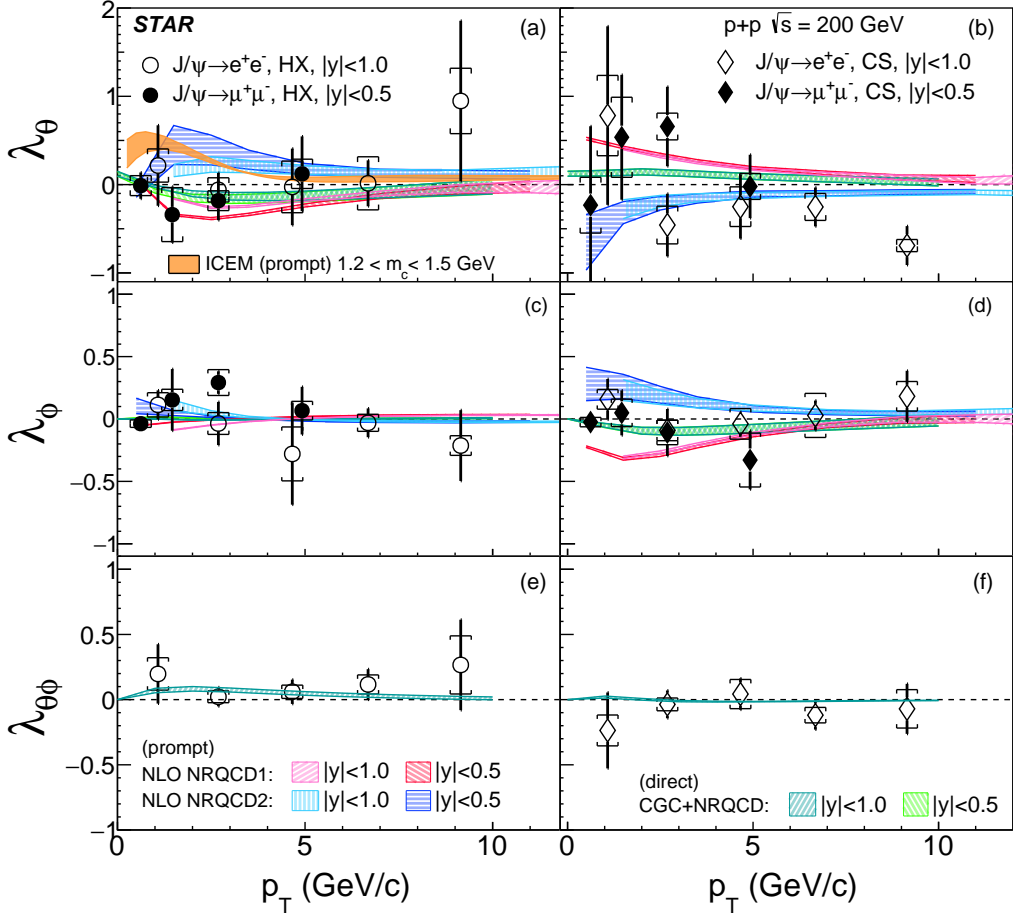 STAR
(a)
J/ψ→e⁺e⁻, HX, |y|<1.0
J/ψ→μ⁺μ⁻, HX, |y|<0.5
ICEM (prompt) 1.2 < m_c < 1.5 GeV
λ_θ
2
1
0
−1
p+p √s = 200 GeV
(b)
J/ψ→e⁺e⁻, CS, |y|<1.0
J/ψ→μ⁺μ⁻, CS, |y|<0.5
(c)
(d)
λ_ϕ
1
0.5
0
−0.5
−1
(e)
(f)
λ_θϕ
1
0.5
0
−0.5
−1
(prompt)
NLO NRQCD1: |y|<1.0 |y|<0.5
NLO NRQCD2: |y|<1.0 |y|<0.5
(direct)
CGC+NRQCD: |y|<1.0 |y|<0.5
0 5 10
0 5 10
p_T (GeV/c)
p_T (GeV/c)